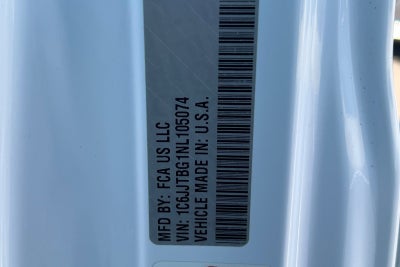 MFD BY: FCA US LLC
VIN: 1C6JJTBG1NL105074
VEHICLE MADE IN: U.S.A.